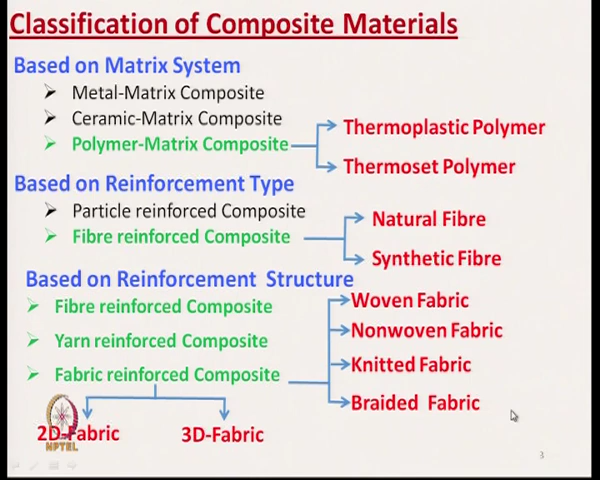 Classification of Composite Materials
Based on Matrix System
Metal-Matrix Composite
Ceramic-Matrix Composite
Polymer-Matrix Composite
Thermoplastic Polymer
Thermoset Polymer
Based on Reinforcement Type
Particle reinforced Composite
Fibre reinforced Composite
Natural Fibre
Synthetic Fibre
Based on Reinforcement Structure
Fibre reinforced Composite
Yarn reinforced Composite
Fabric reinforced Composite
Woven Fabric
Nonwoven Fabric
Knitted Fabric
Braided Fabric
2D-Fabric
3D-Fabric
NPTEL
3